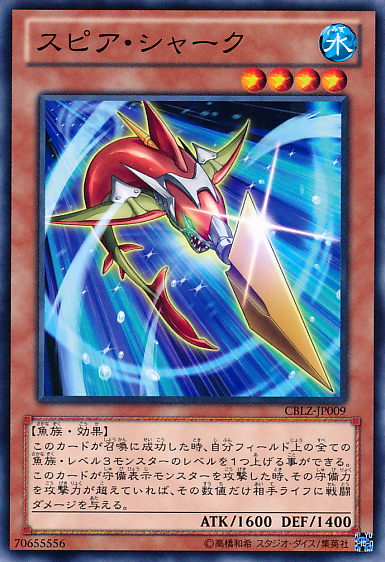 スピア・シャーク
水
CBLZ-JP009
【魚族・効果】
このカードが召喚に成功した時、自分フィールド上の全ての
魚族・レベル3モンスターのレベルを1つ上げる事ができる。
このカードが守備表示モンスターを攻撃した時、その守備力
を攻撃力が超えていれば、その数値だけ相手ライフに戦闘
ダメージを与える。
ATK/1600 DEF/1400
70655556
©高橋和希 スタジオ・ダイス/集英社